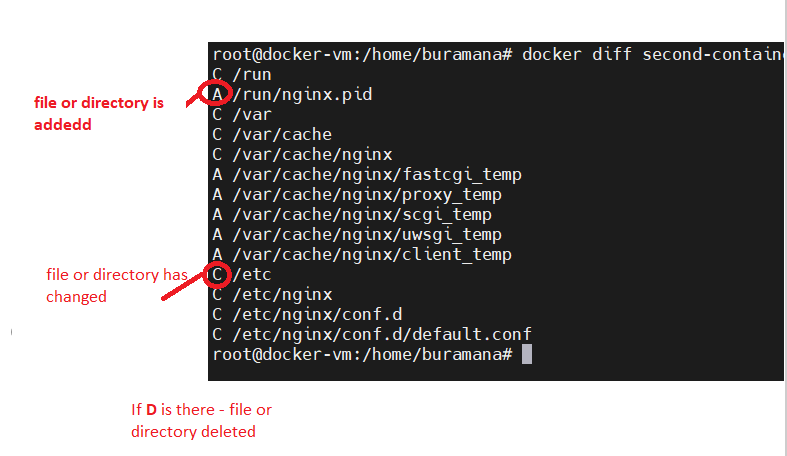 root@docker-vm:/home/buramana# docker diff second-containe
C /run
A /run/nginx.pid
C /var
C /var/cache
C /var/cache/nginx
A /var/cache/nginx/fastcgi_temp
A /var/cache/nginx/proxy_temp
A /var/cache/nginx/scgi_temp
A /var/cache/nginx/uwsgi_temp
A /var/cache/nginx/client_temp
C /etc
C /etc/nginx
C /etc/nginx/conf.d
C /etc/nginx/conf.d/default.conf
root@docker-vm:/home/buramana#
file or directory is
addedd
file or directory has
changed
If D is there - file or
directory deleted